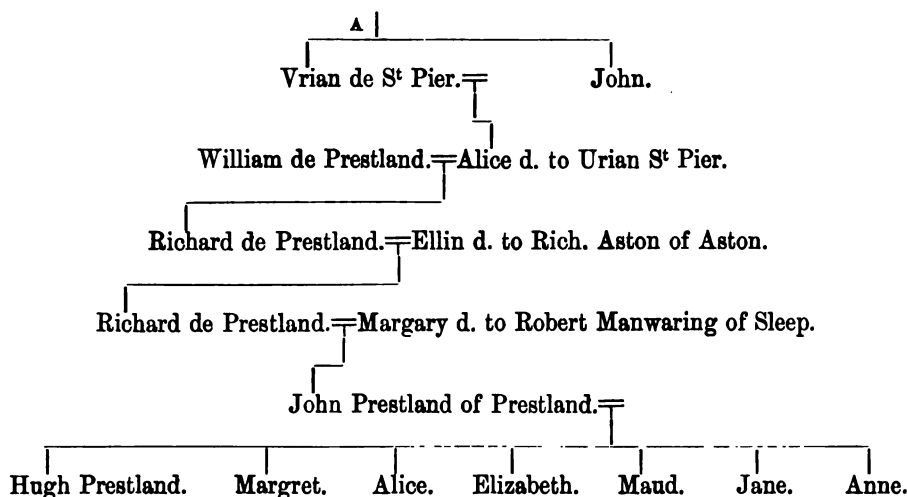 A
Vrian de Sᵗ Pier. John.
William de Prestland. Alice d. to Urian Sᵗ Pier.
Richard de Prestland. Ellin d. to Rich. Aston of Aston.
Richard de Prestland. Margary d. to Robert Manwaring of Sleep.
John Prestland of Prestland.
Hugh Prestland. Margret. Alice. Elizabeth. Maud. Jane. Anne.